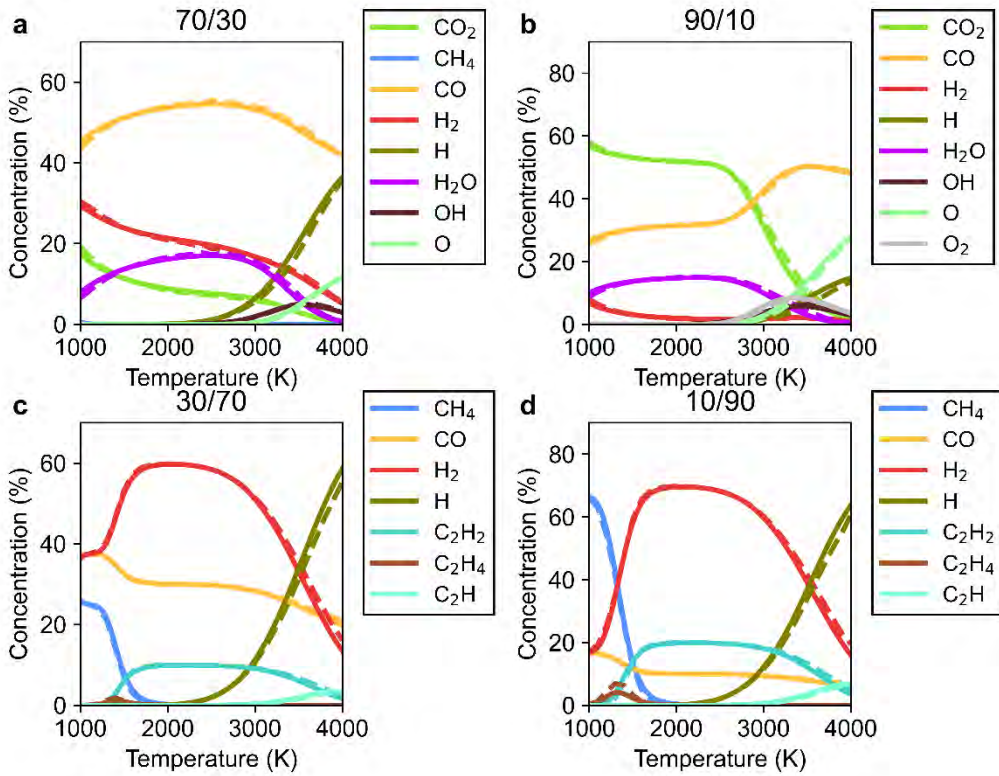 a
70/30
Concentration (%)
60
40
20
0
1000 2000 3000 4000
Temperature (K)
CO₂
CH₄
CO
H₂
H
H₂O
OH
O
b
90/10
Concentration (%)
80
60
40
20
0
1000 2000 3000 4000
Temperature (K)
CO₂
CO
H₂
H
H₂O
OH
O
O₂
c
30/70
Concentration (%)
60
40
20
0
1000 2000 3000 4000
Temperature (K)
CH₄
CO
H₂
H
C₂H₂
C₂H₄
C₂H
d
10/90
Concentration (%)
80
60
40
20
0
1000 2000 3000 4000
Temperature (K)
CH₄
CO
H₂
H
C₂H₂
C₂H₄
C₂H